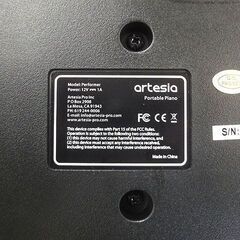 Model: Performer
Power: 12V ⎓ 1A
Artesia Pro Inc
P O Box 2908
La Mesa, CA 91943
PH: 619 244-0006
E-mail: info@artesia-pro.com
www.artesia-pro.com
artesia
Portable Piano
This device complies with Part 15 of the FCC Rules.
Operation is subject to the following two conditions:
(1) this device may not cause harmful interference, and
(2) this device must accept any interference received,
including interference that may cause undesired operation.
Made in China
S/N: